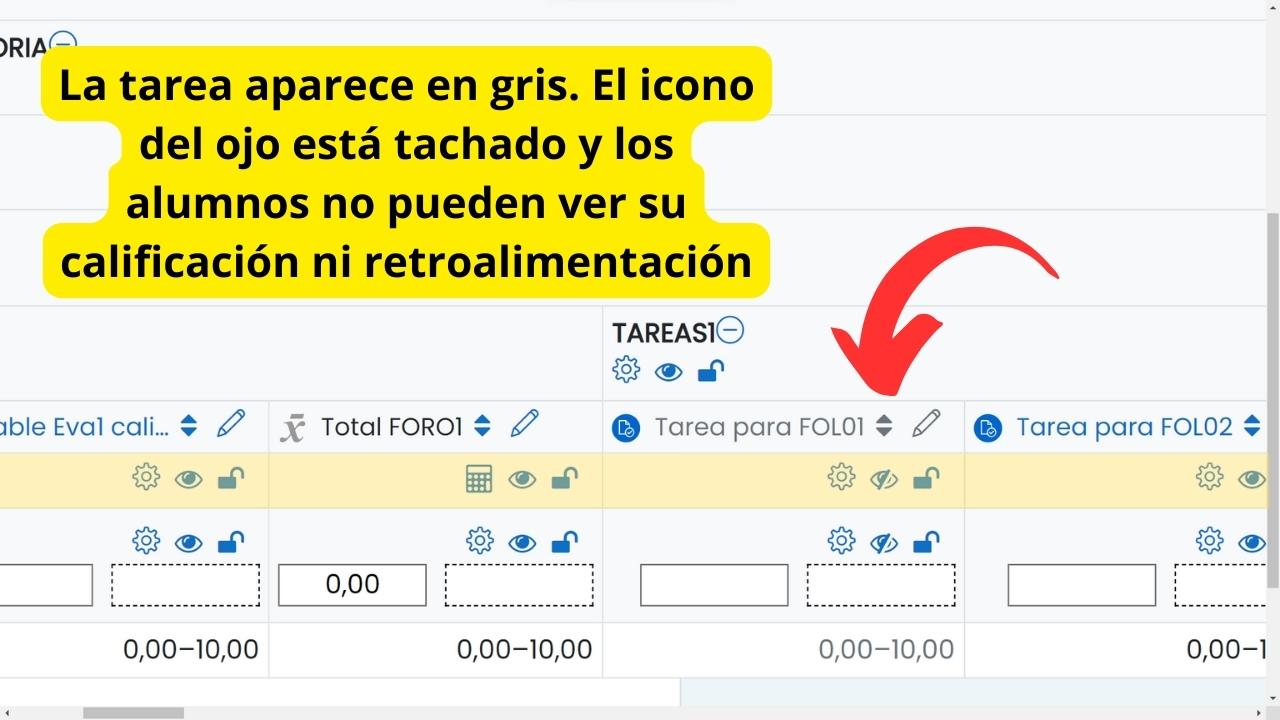 ORIA
La tarea aparece en gris. El icono
del ojo está tachado y los
alumnos no pueden ver su
calificación ni retroalimentación
TAREAS1
able Eva1 cali... Total FORO1 Tarea para FOL01 Tarea para FOL02
0,00
0,00–10,00 0,00–10,00 0,00–10,00 0,00–1